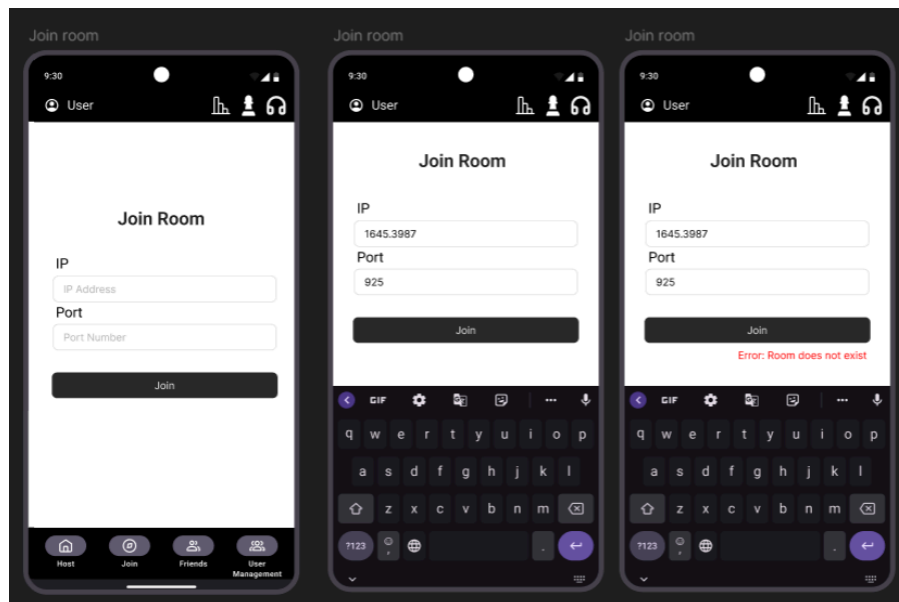 Join room
9:30
User
Join Room
IP
IP Address
Port
Port Number
Join
Host
Join
Friends
User
Management
Join room
9:30
User
Join Room
IP
1645.3987
Port
925
Join
GIF
...
q w e r t y u i o p
a s d f g h j k l
z x c v b n m
?123 , .
Join room
9:30
User
Join Room
IP
1645.3987
Port
925
Join
Error: Room does not exist
GIF
...
q w e r t y u i o p
a s d f g h j k l
z x c v b n m
?123 , .